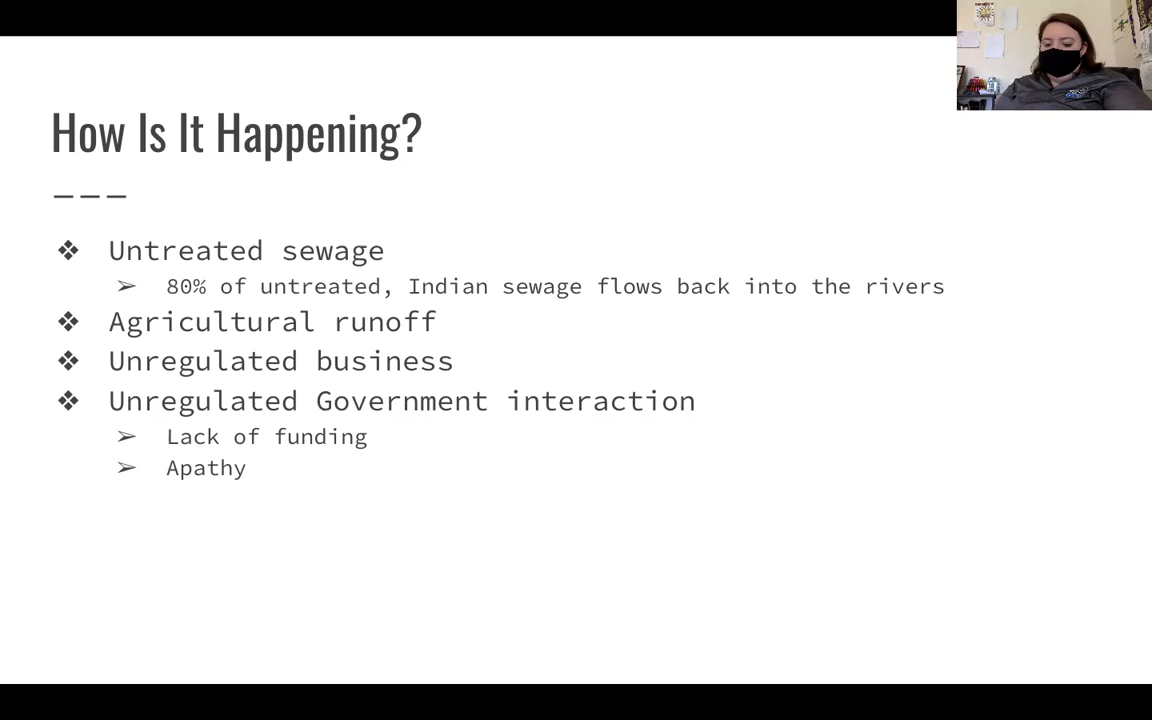 How Is It Happening?
❖ Untreated sewage
➢ 80% of untreated, Indian sewage flows back into the rivers
❖ Agricultural runoff
❖ Unregulated business
❖ Unregulated Government interaction
➢ Lack of funding
➢ Apathy